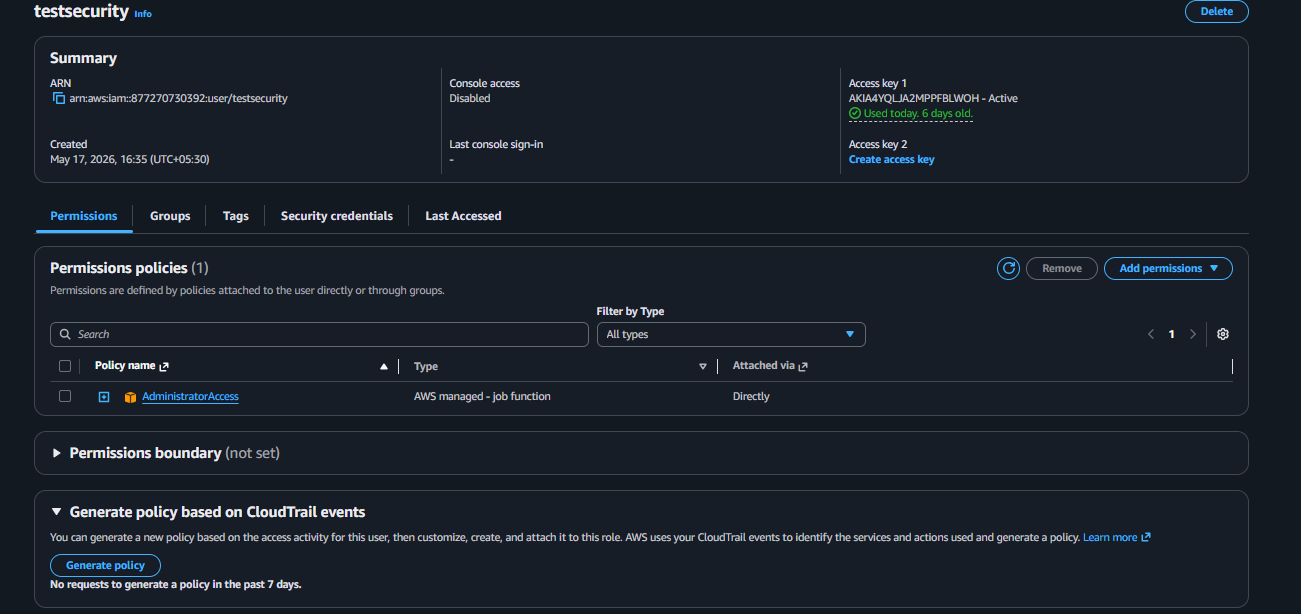 testsecurity Info
Delete
Summary
ARN
arn:aws:iam::877270730392:user/testsecurity
Console access
Disabled
Access key 1
AKIA4YQLJA2MPPFBLWOH - Active
Used today. 6 days old.
Created
May 17, 2026, 16:35 (UTC+05:30)
Last console sign-in
-
Access key 2
Create access key
Permissions
Groups
Tags
Security credentials
Last Accessed
Permissions policies (1)
Remove
Add permissions
Permissions are defined by policies attached to the user directly or through groups.
Filter by Type
Search
All types
1
Policy name
Type
Attached via
AdministratorAccess
AWS managed - job function
Directly
Permissions boundary (not set)
Generate policy based on CloudTrail events
You can generate a new policy based on the access activity for this user, then customize, create, and attach it to this role. AWS uses your CloudTrail events to identify the services and actions used and generate a policy. Learn more
Generate policy
No requests to generate a policy in the past 7 days.